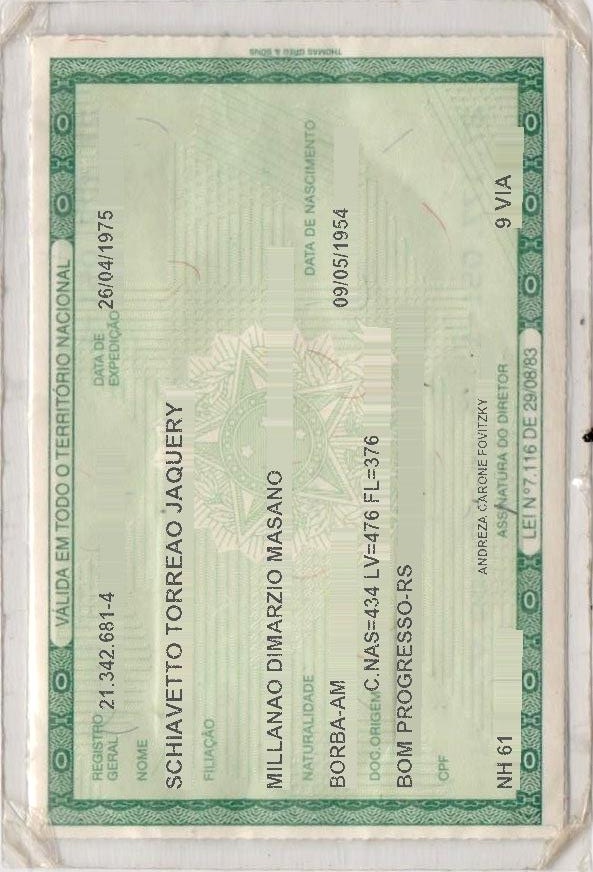 THOMAS GREG & SONS
VÁLIDA EM TODO O TERRITÓRIO NACIONAL
REGISTRO GERAL 21.342.681-4 DATA DE EXPEDIÇÃO 26/04/1975
NOME
SCHIAVETTO TORREAO JAQUERY
FILIAÇÃO
MILLANAO DIMARZIO MASANO
NATURALIDADE DATA DE NASCIMENTO
BORBA-AM 09/05/1954
DOC.ORIGEM C.NAS=434 LV=476 FL=376
BOM PROGRESSO-RS
CPF
ANDREZA CARONE FOVITZKY
NH 61 ASSINATURA DO DIRETOR 9 VIA
LEI Nº 7.116 DE 29/08/83